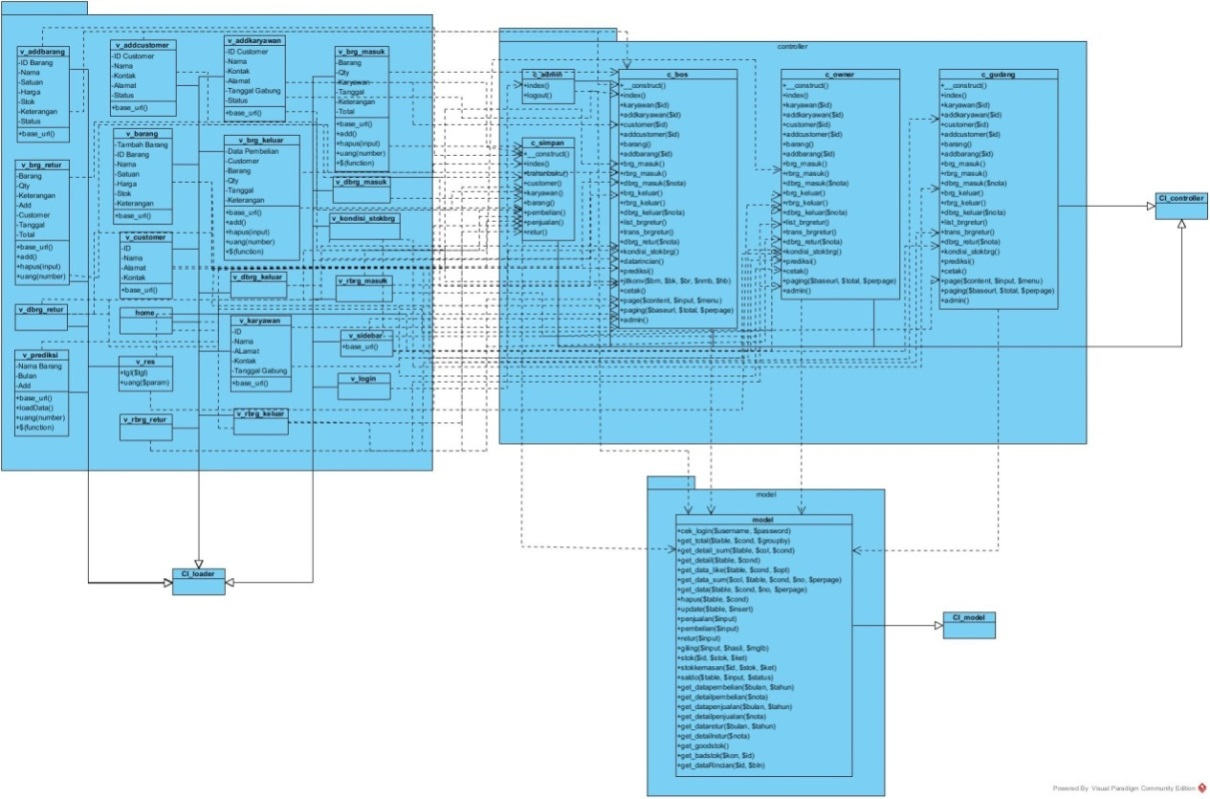 v_addbarang
-ID Barang
-Nama
-Satuan
-Harga
-Stok
-Keterangan
-Status
+base_url()
v_addcustomer
-ID Customer
-Nama
-Kontak
-Alamat
-Status
+base_url()
v_addkaryawan
-ID Customer
-Nama
-Kontak
-Alamat
-Tanggal Gabung
-Status
+base_url()
v_brg_masuk
-Barang
-Qty
-Karyawan
-Tanggal
-Keterangan
-Total
+base_url()
+add()
+hapus(input)
+uang(number)
+$(function)
v_barang
-Tambah Barang
-ID Barang
-Nama
-Satuan
-Harga
-Stok
-Keterangan
+base_url()
v_brg_keluar
-Data Pembelian
-Customer
-Barang
-Qty
-Tanggal
-Keterangan
+base_url()
+add()
+hapus(input)
+uang(number)
+$(function)
v_brg_retur
-Barang
-Qty
-Keterangan
-Add
-Customer
-Tanggal
-Total
+base_url()
+add()
+hapus(input)
+uang(number)
v_dbrg_masuk
v_kondisi_stokbrg
v_customer
-ID
-Nama
-Alamat
-Kontak
+base_url()
v_dbrg_keluar
v_rbrg_masuk
v_dbrg_retur
home
v_karyawan
-ID
-Nama
-ALamat
-Kontak
-Tanggal Gabung
+base_url()
v_sidebar
+base_url()
v_prediksi
-Nama Barang
-Bulan
-Add
+base_url()
+loadData()
+uang(number)
+$(function)
v_res
+tgl($tgl)
+uang($param)
v_login
v_rbrg_retur
v_rbrg_keluar
CI_loader
controller
c_admin
+index()
+logout()
c_simpan
+__construct()
+index()
+customer()
+karyawan()
+barang()
+pembelian()
+penjualan()
+retur()
c_bos
+__construct()
+index()
+karyawan($id)
+addkaryawan($id)
+customer($id)
+addcustomer($id)
+barang()
+addbarang($id)
+brg_masuk()
+rbrg_masuk()
+dbrg_masuk($nota)
+brg_keluar()
+rbrg_keluar()
+dbrg_keluar($nota)
+list_brgretur()
+trans_brgretur()
+dbrg_retur($nota)
+kondisi_stokbrg()
+datarincian()
+prediksi()
+jitkonv($bm, $bk, $br, $nmb, $hb)
+cetak()
+page($content, $input, $menu)
+paging($baseurl, $total, $perpage)
+admin()
c_owner
+__construct()
+index()
+karyawan($id)
+addkaryawan($id)
+customer($id)
+addcustomer($id)
+barang()
+addbarang($id)
+brg_masuk()
+rbrg_masuk()
+dbrg_masuk($nota)
+brg_keluar()
+rbrg_keluar()
+dbrg_keluar($nota)
+list_brgretur()
+trans_brgretur()
+dbrg_retur($nota)
+kondisi_stokbrg()
+prediksi()
+cetak()
+paging($baseurl, $total, $perpage)
+admin()
c_gudang
+__construct()
+index()
+karyawan($id)
+addkaryawan($id)
+customer($id)
+addcustomer($id)
+barang()
+addbarang($id)
+brg_masuk()
+rbrg_masuk()
+dbrg_masuk($nota)
+brg_keluar()
+rbrg_keluar()
+dbrg_keluar($nota)
+list_brgretur()
+trans_brgretur()
+dbrg_retur($nota)
+kondisi_stokbrg()
+prediksi()
+cetak()
+page($content, $input, $menu)
+paging($baseurl, $total, $perpage)
+admin()
CI_controller
model
model
+cek_login($username, $password)
+get_total($table, $cond, $groupby)
+get_detail_sum($table, $col, $cond)
+get_detail($table, $cond)
+get_data_like($table, $cond, $opt)
+get_data_sum($col, $table, $cond, $no, $perpage)
+get_data($table, $cond, $no, $perpage)
+hapus($table, $cond)
+update($table, $insert)
+penjualan($input)
+pembelian($input)
+retur($input)
+giling($input, $hasil, $mgtb)
+stok($id, $stok, $ket)
+stokkemasan($id, $stok, $ket)
+saldo($table, $input, $status)
+get_datapembelian($bulan, $tahun)
+get_detailpembelian($nota)
+get_datapenjualan($bulan, $tahun)
+get_detailpenjualan($nota)
+get_dataretur($bulan, $tahun)
+get_detailretur($nota)
+get_goodstok()
+get_badstok($kon, $id)
+get_dataRincian($id, $bln)
CI_model
Powered By Visual Paradigm Community Edition